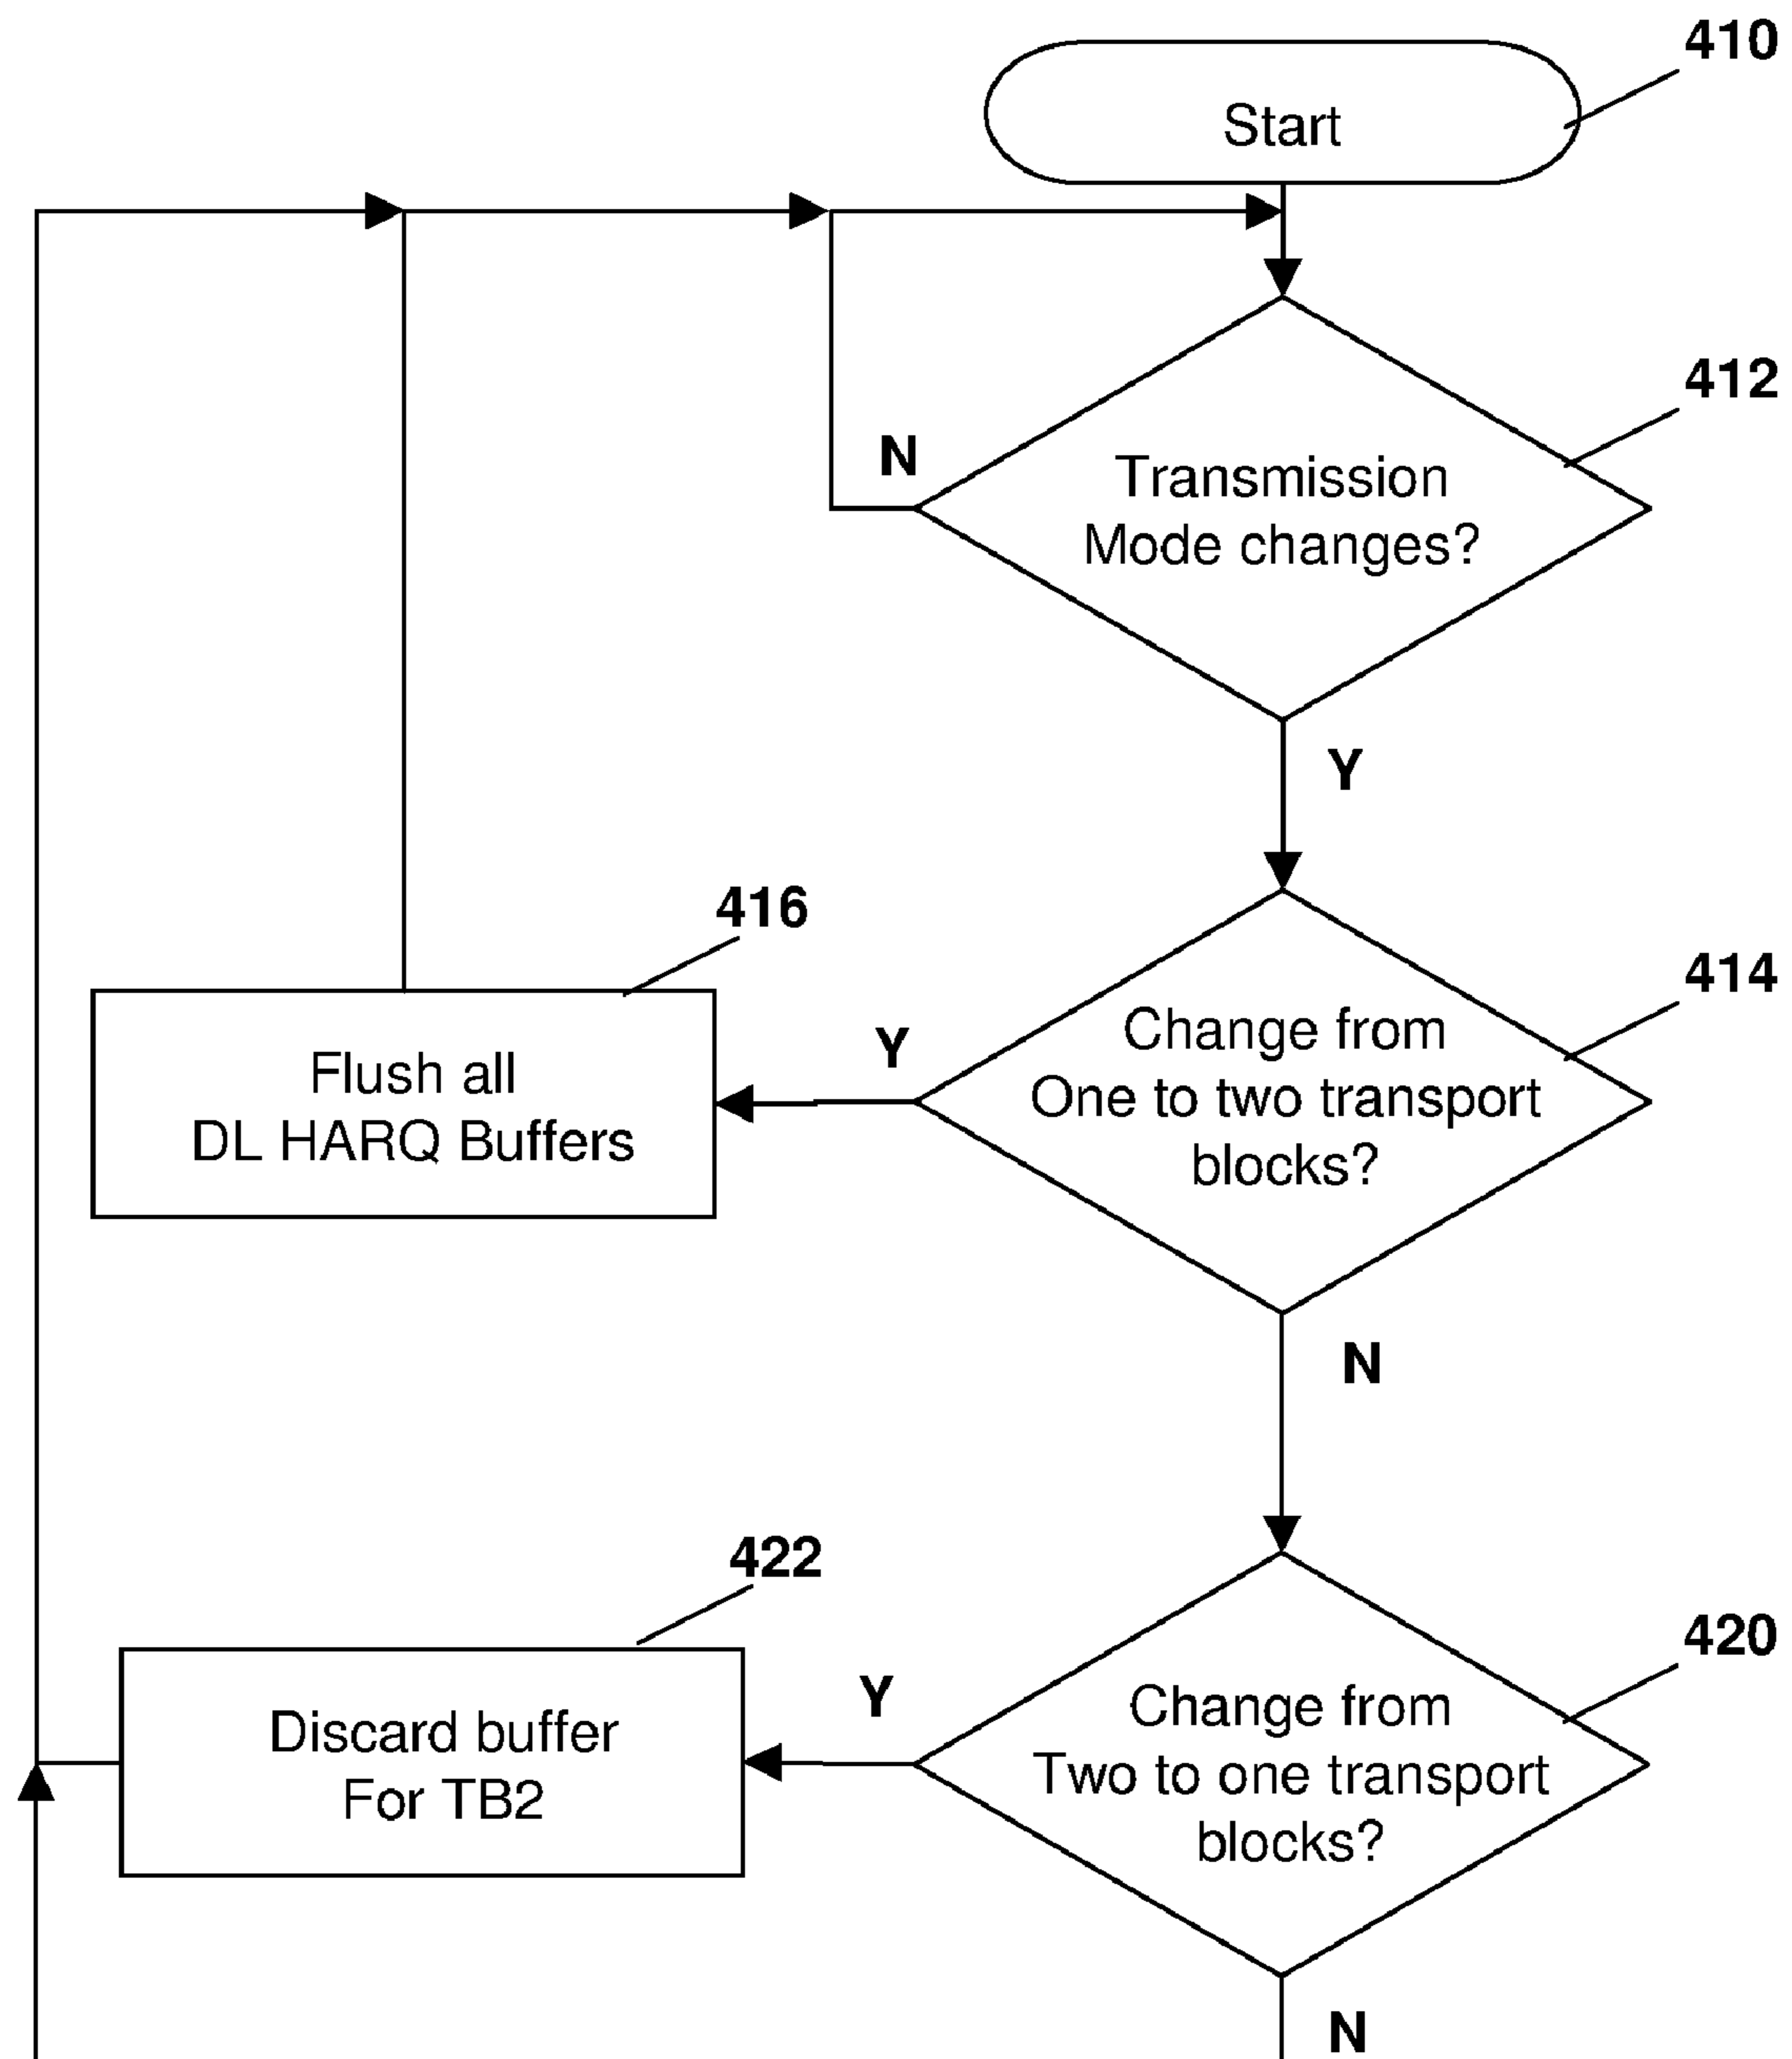 410
Start
412
N
Transmission
Mode changes?
Y
416
414
Flush all
DL HARQ Buffers
Y
Change from
One to two transport
blocks?
N
422
420
Discard buffer
For TB2
Y
Change from
Two to one transport
blocks?
N